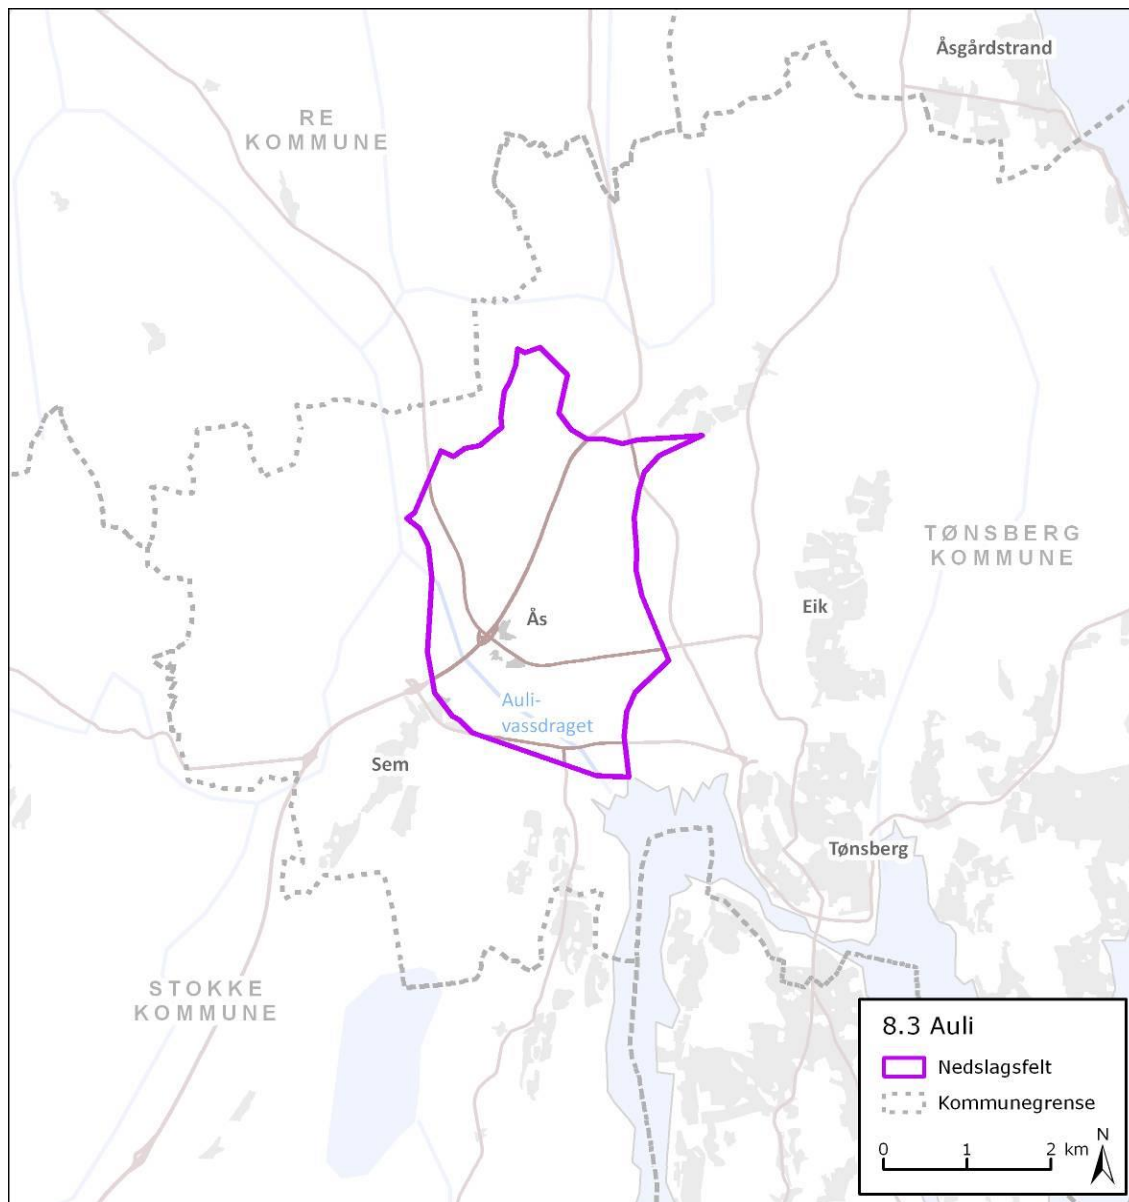 Åsgårdstrand
RE
KOMMUNE
TØNSBERG
KOMMUNE
Eik
Ås
Auli-
vassdraget
Sem
Tønsberg
STOKKE
KOMMUNE
8.3 Auli
Nedslagsfelt
Kommunegrense
0 1 2 km
N